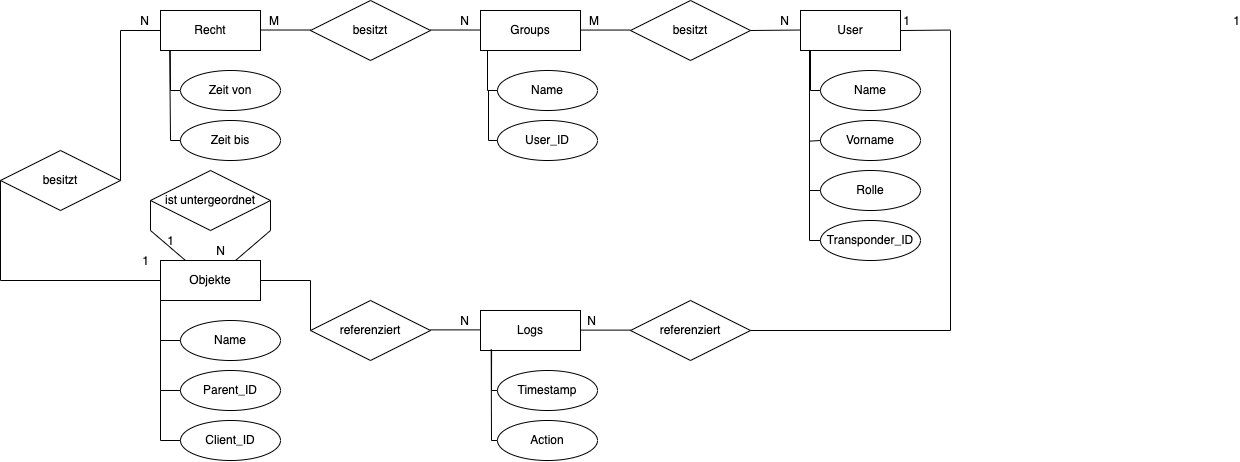 N Recht M besitzt N Groups M besitzt N User 1 1
Zeit von Name Name
Zeit bis User_ID Vorname
besitzt
ist untergeordnet Rolle
1 N Transponder_ID
1
Objekte
referenziert N Logs N referenziert
Name
Parent_ID Timestamp
Client_ID Action